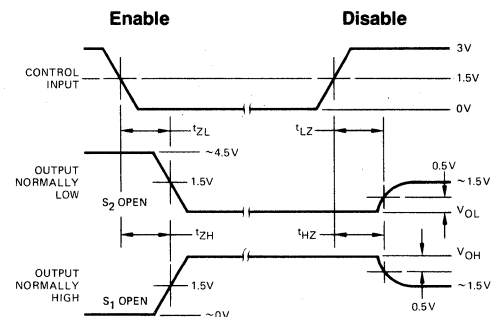 Enable Disable
CONTROL
INPUT
3V
1.5V
0V
tZL tLZ
OUTPUT
NORMALLY
LOW
S2 OPEN
~4.5V
1.5V
0.5V
~1.5V
VOL
tZH tHZ
OUTPUT
NORMALLY
HIGH
S1 OPEN
1.5V
~0V
VOH
~1.5V
0.5V